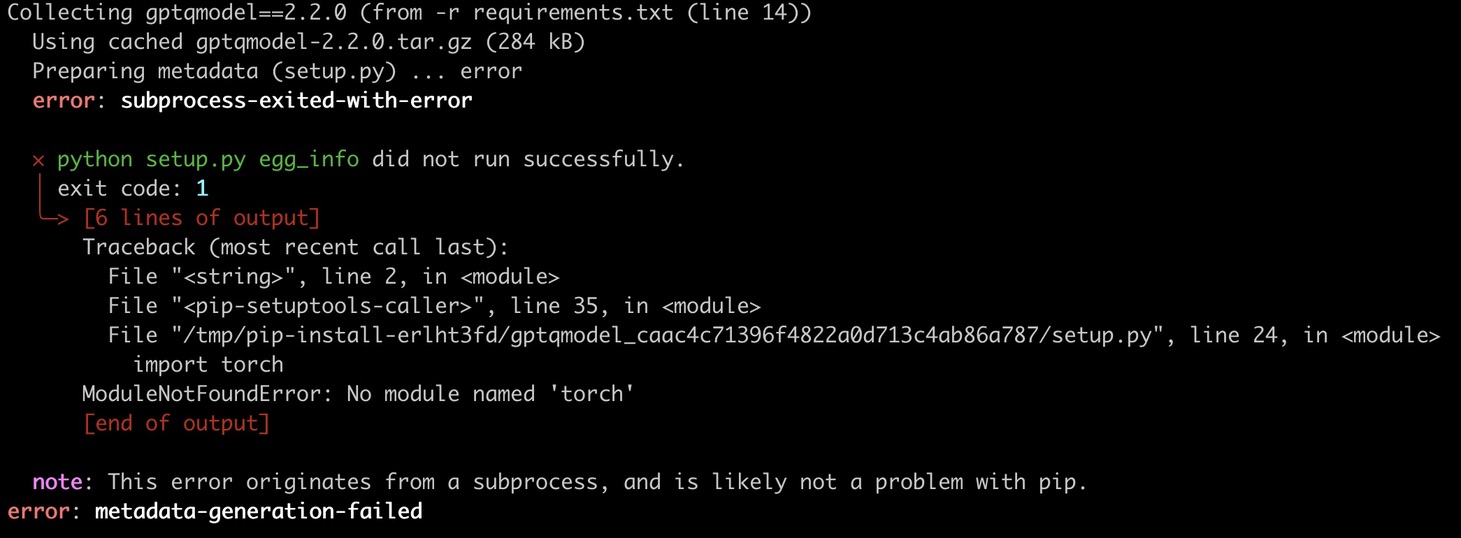 Collecting gptqmodel==2.2.0 (from -r requirements.txt (line 14))
Using cached gptqmodel-2.2.0.tar.gz (284 kB)
Preparing metadata (setup.py) ... error
error: subprocess-exited-with-error
× python setup.py egg_info did not run successfully.
│ exit code: 1
╰─> [6 lines of output]
Traceback (most recent call last):
File "<string>", line 2, in <module>
File "<pip-setuptools-caller>", line 35, in <module>
File "/tmp/pip-install-erlht3fd/gptqmodel_caac4c71396f4822a0d713c4ab86a787/setup.py", line 24, in <module>
import torch
ModuleNotFoundError: No module named 'torch'
[end of output]
note: This error originates from a subprocess, and is likely not a problem with pip.
error: metadata-generation-failed